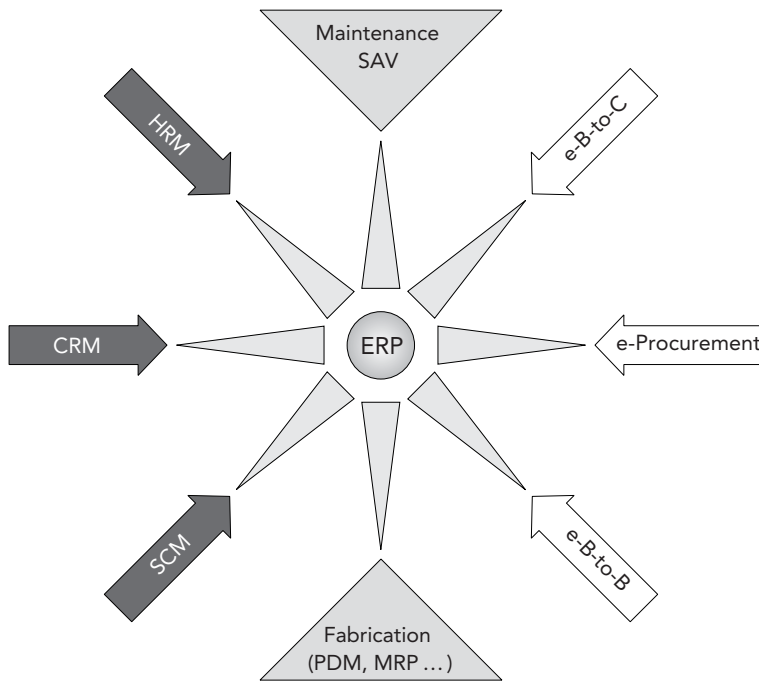 Maintenance
SAV
HRM
e-B-to-C
CRM
ERP
e-Procurement
SCM
e-B-to-B
Fabrication
(PDM, MRP …)